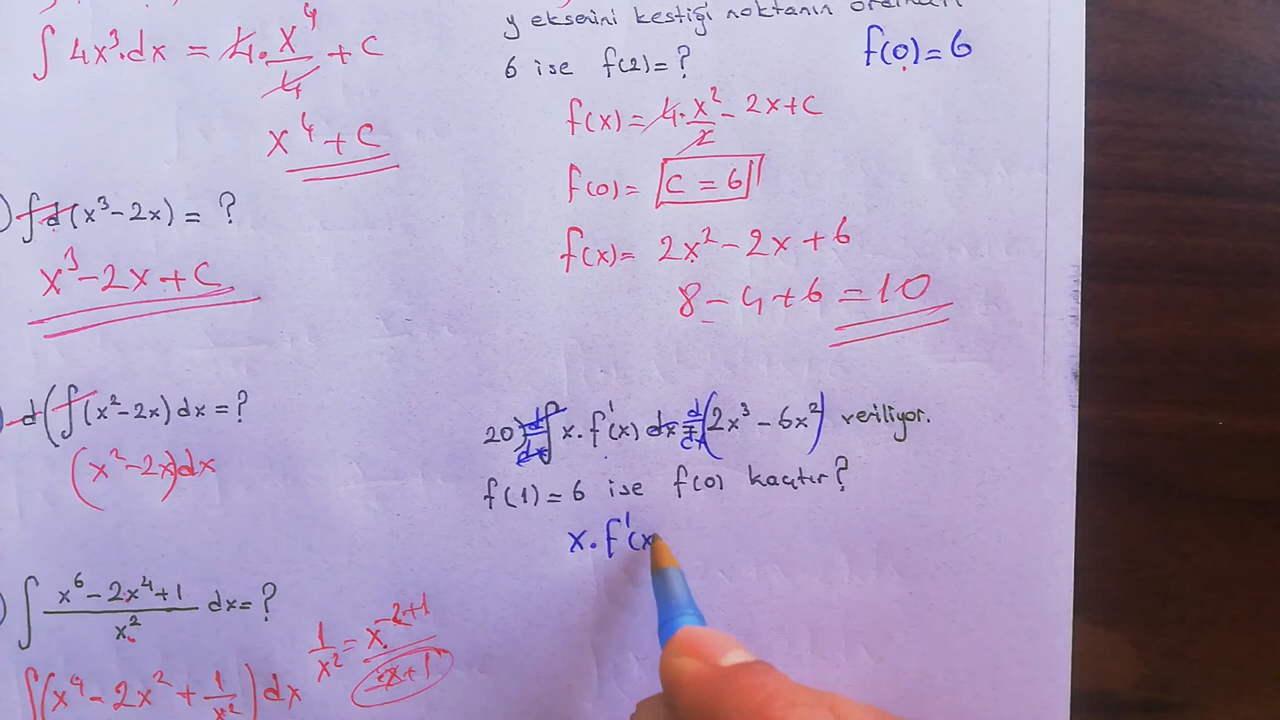 ∫ 4x³.dx = 4. x⁴/4 + c
x⁴ + c
) ∫d(x³-2x) = ?
x³-2x+c
) d(∫(x²-2x)dx=?
(x²-2x)dx
) ∫ x⁶-2x⁴+1 / x² dx=?
1/x² = x⁻²⁺¹ / -2+1
∫(x⁴ - 2x² + 1/x²) dx
y eksenini kestiği noktanın
6 ise f(2)=?
f(0)=6
f(x)= 4. x²/2 - 2x+c
f(0)= c = 6
f(x)= 2x²-2x+6
8-4+6=10
20) d/dx ∫ x.f'(x) dx = d/dx (2x³-6x²) veriliyor.
f(1)=6 ise f(0) kaçtır?
x.f'(x